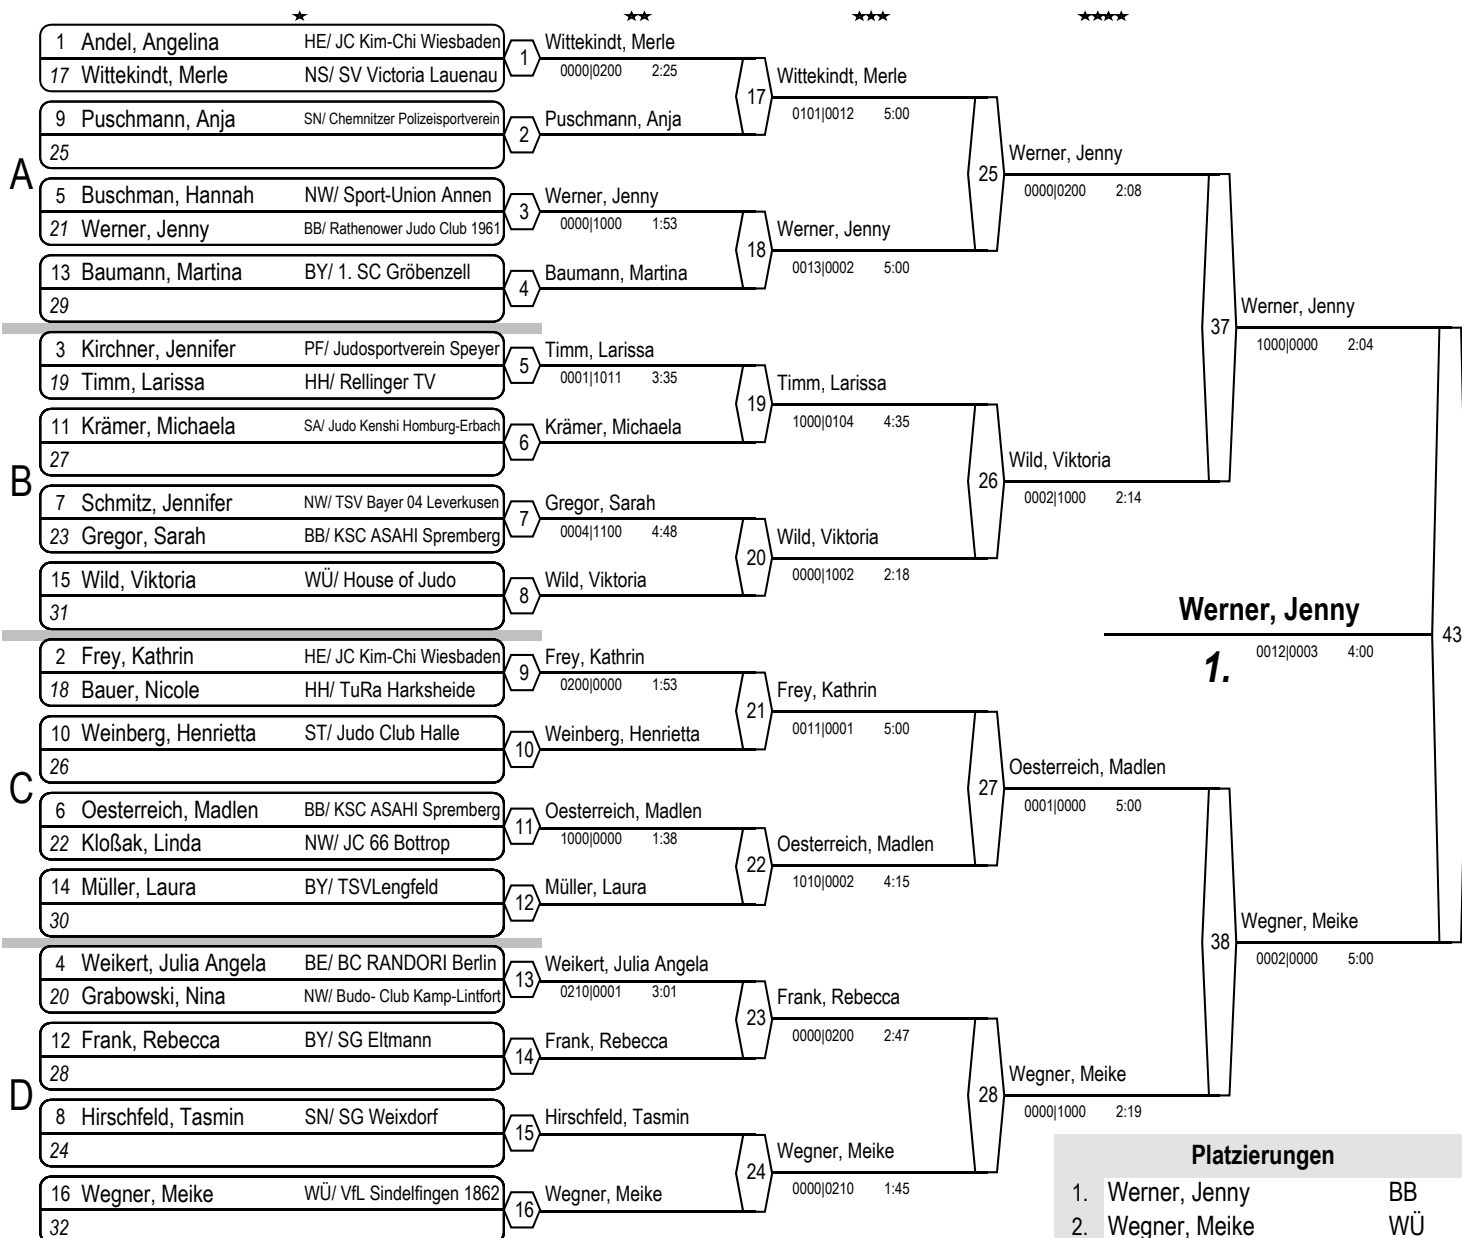 A
1 Andel, Angelina HE/ JC Kim-Chi Wiesbaden
17 Wittekindt, Merle NS/ SV Victoria Lauenau
9 Puschmann, Anja SN/ Chemnitzer Polizeisportverein
25
5 Buschman, Hannah NW/ Sport-Union Annen
21 Werner, Jenny BB/ Rathenower Judo Club 1961
13 Baumann, Martina BY/ 1. SC Gröbenzell
29
B
3 Kirchner, Jennifer PF/ Judosportverein Speyer
19 Timm, Larissa HH/ Rellinger TV
11 Krämer, Michaela SA/ Judo Kenshi Homburg-Erbach
27
7 Schmitz, Jennifer NW/ TSV Bayer 04 Leverkusen
23 Gregor, Sarah BB/ KSC ASAHI Spremberg
15 Wild, Viktoria WÜ/ House of Judo
31
C
2 Frey, Kathrin HE/ JC Kim-Chi Wiesbaden
18 Bauer, Nicole HH/ TuRa Harksheide
10 Weinberg, Henrietta ST/ Judo Club Halle
26
6 Oesterreich, Madlen BB/ KSC ASAHI Spremberg
22 Kloßak, Linda NW/ JC 66 Bottrop
14 Müller, Laura BY/ TSVLengfeld
30
D
4 Weikert, Julia Angela BE/ BC RANDORI Berlin
20 Grabowski, Nina NW/ Budo- Club Kamp-Lintfort
12 Frank, Rebecca BY/ SG Eltmann
28
8 Hirschfeld, Tasmin SN/ SG Weixdorf
24
16 Wegner, Meike WÜ/ VfL Sindelfingen 1862
32
1 Wittekindt, Merle
0000|0200 2:25
2 Puschmann, Anja
3 Werner, Jenny
0000|1000 1:53
4 Baumann, Martina
5 Timm, Larissa
0001|1011 3:35
6 Krämer, Michaela
7 Gregor, Sarah
0004|1100 4:48
8 Wild, Viktoria
9 Frey, Kathrin
0200|0000 1:53
10 Weinberg, Henrietta
11 Oesterreich, Madlen
1000|0000 1:38
12 Müller, Laura
13 Weikert, Julia Angela
0210|0001 3:01
14 Frank, Rebecca
15 Hirschfeld, Tasmin
16 Wegner, Meike
17 Wittekindt, Merle
0101|0012 5:00
18 Werner, Jenny
0013|0002 5:00
19 Timm, Larissa
1000|0104 4:35
20 Wild, Viktoria
0000|1002 2:18
21 Frey, Kathrin
0011|0001 5:00
22 Oesterreich, Madlen
1010|0002 4:15
23 Frank, Rebecca
0000|0200 2:47
24 Wegner, Meike
0000|0210 1:45
25 Werner, Jenny
0000|0200 2:08
26 Wild, Viktoria
0002|1000 2:14
27 Oesterreich, Madlen
0001|0000 5:00
28 Wegner, Meike
0000|1000 2:19
37 Werner, Jenny
1000|0000 2:04
38 Wegner, Meike
0002|0000 5:00
Werner, Jenny
43
1. 0012|0003 4:00
Platzierungen
1. Werner, Jenny BB
2. Wegner, Meike WÜ